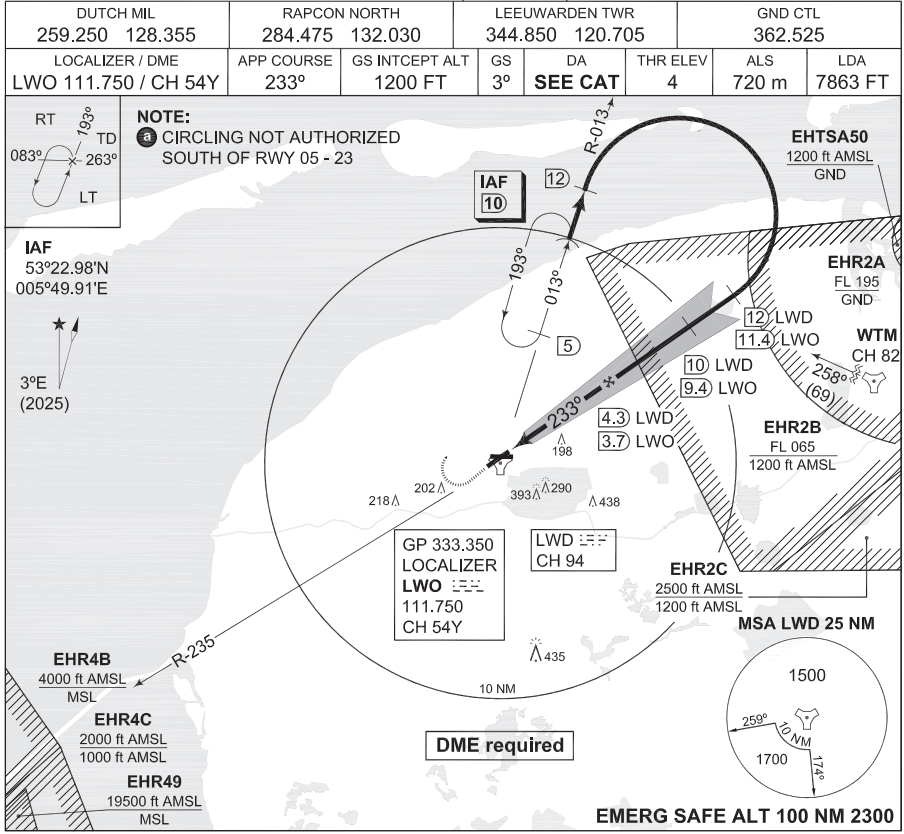 DUTCH MIL
259.250 128.355
RAPCON NORTH
284.475 132.030
LEEUWARDEN TWR
344.850 120.705
GND CTL
362.525
LOCALIZER / DME
LWO 111.750 / CH 54Y
APP COURSE
233º
GS INTCEPT ALT
1200 FT
GS
3º
DA
SEE CAT
THR ELEV
4
ALS
720 m
LDA
7863 FT
RT
193º
TD
083º
263º
LT
NOTE:
a CIRCLING NOT AUTHORIZED
SOUTH OF RWY 05 - 23
IAF
53º22.98'N
005º49.91'E
3ºE
(2025)
R-013
12
IAF
10
193º
013º
5
EHTSA50
1200 ft AMSL
GND
EHR2A
FL 195
GND
WTM
CH 82
258º
(69)
12 LWD
11.4 LWO
10 LWD
9.4 LWO
EHR2B
FL 065
1200 ft AMSL
233º
4.3 LWD
3.7 LWO
198
202
218
393
290
438
GP 333.350
LOCALIZER
LWO
111.750
CH 54Y
LWD
CH 94
EHR2C
2500 ft AMSL
1200 ft AMSL
R-235
435
10 NM
EHR4B
4000 ft AMSL
MSL
EHR4C
2000 ft AMSL
1000 ft AMSL
EHR49
19500 ft AMSL
MSL
DME required
MSA LWD 25 NM
1500
259º
10 NM
1700
174º
EMERG SAFE ALT 100 NM 2300